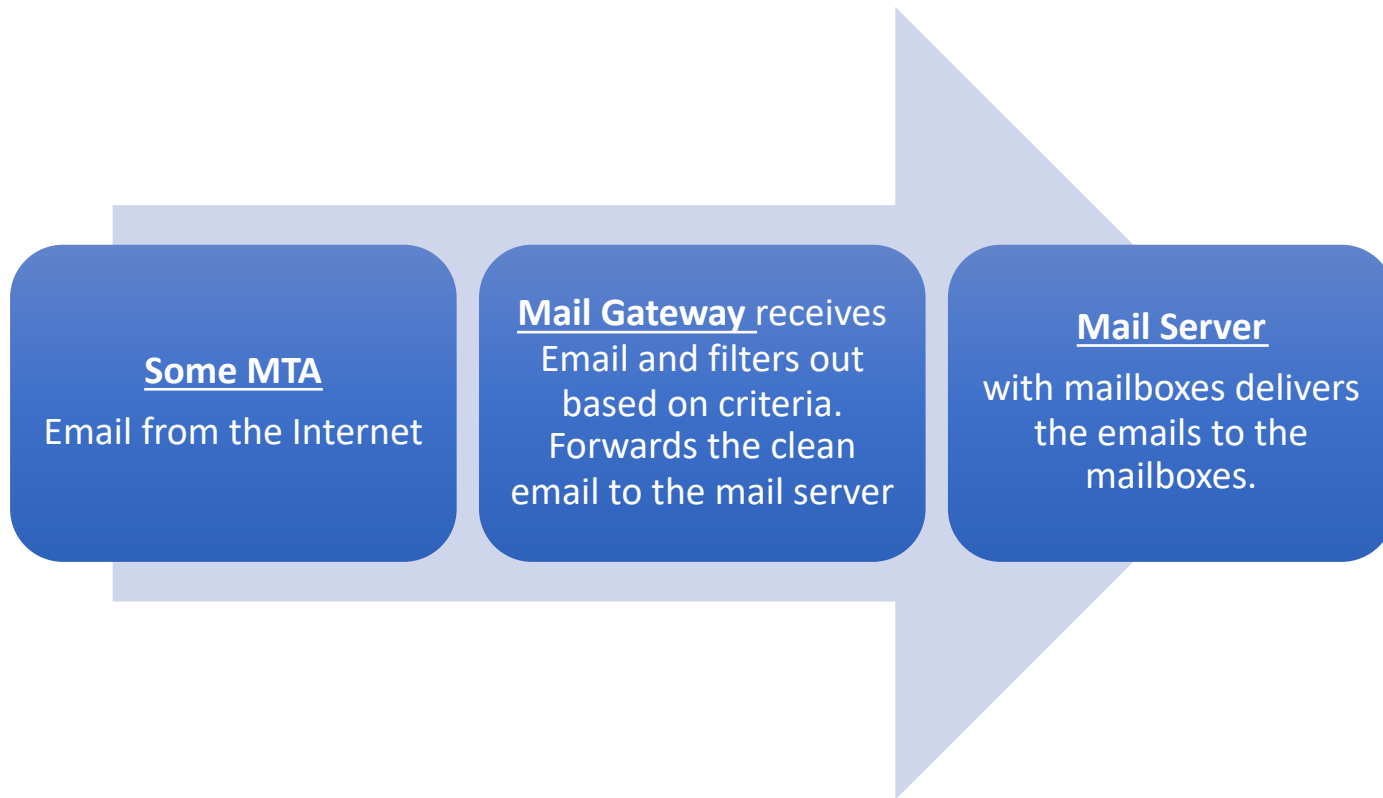 Some MTA
Email from the Internet
Mail Gateway receives
Email and filters out
based on criteria.
Forwards the clean
email to the mail server
Mail Server
with mailboxes delivers
the emails to the
mailboxes.